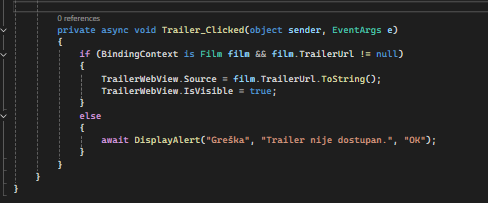 0 references
private async void Trailer_Clicked(object sender, EventArgs e)
{
if (BindingContext is Film film && film.TrailerUrl != null)
{
TrailerWebView.Source = film.TrailerUrl.ToString();
TrailerWebView.IsVisible = true;
}
else
{
await DisplayAlert("Greška", "Trailer nije dostupan.", "OK");
}
}
}
}